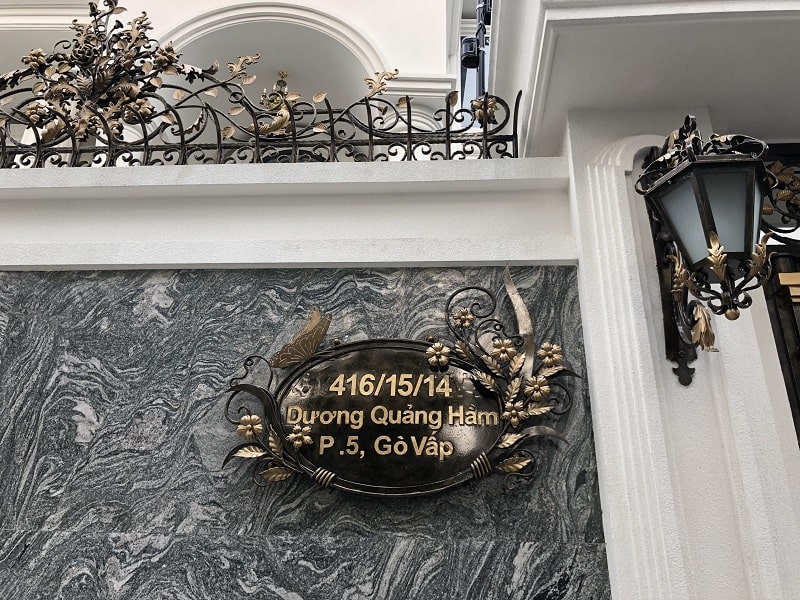 416/15/14
Dương Quảng Hàm
P.5, Gò Vấp